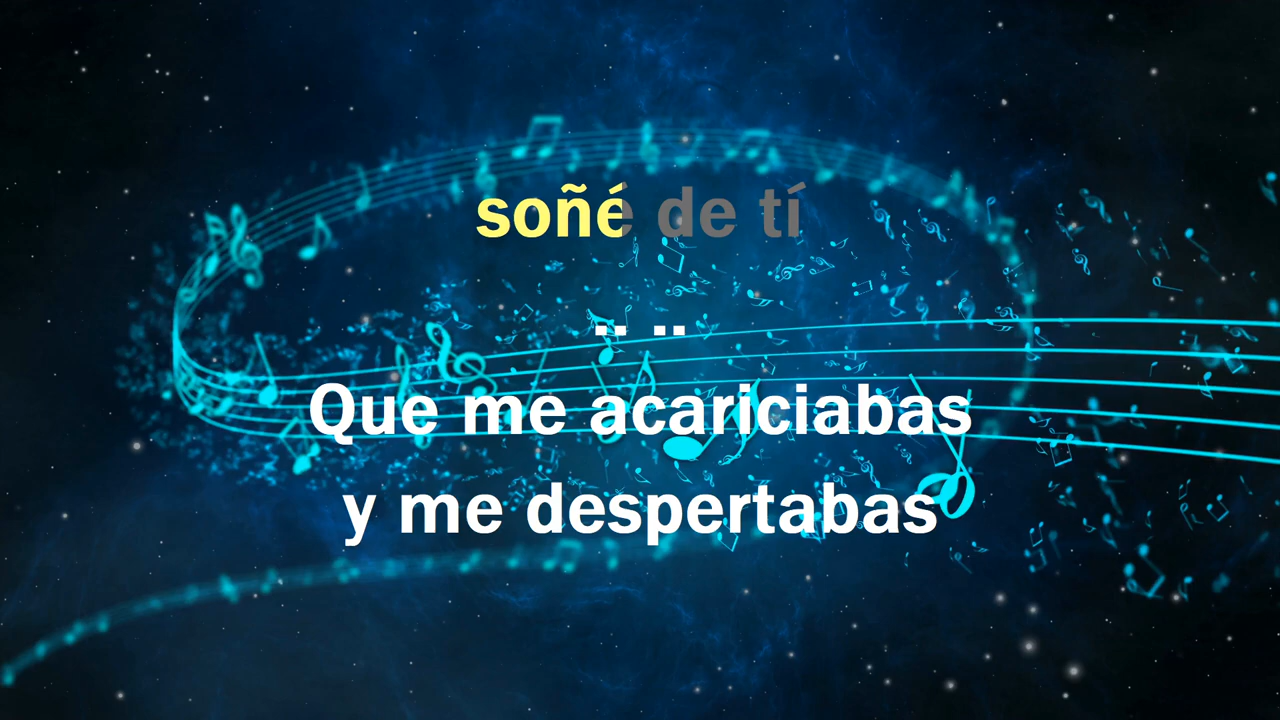 soñé de tí
.. ..
Que me acariciabas
y me despertabas